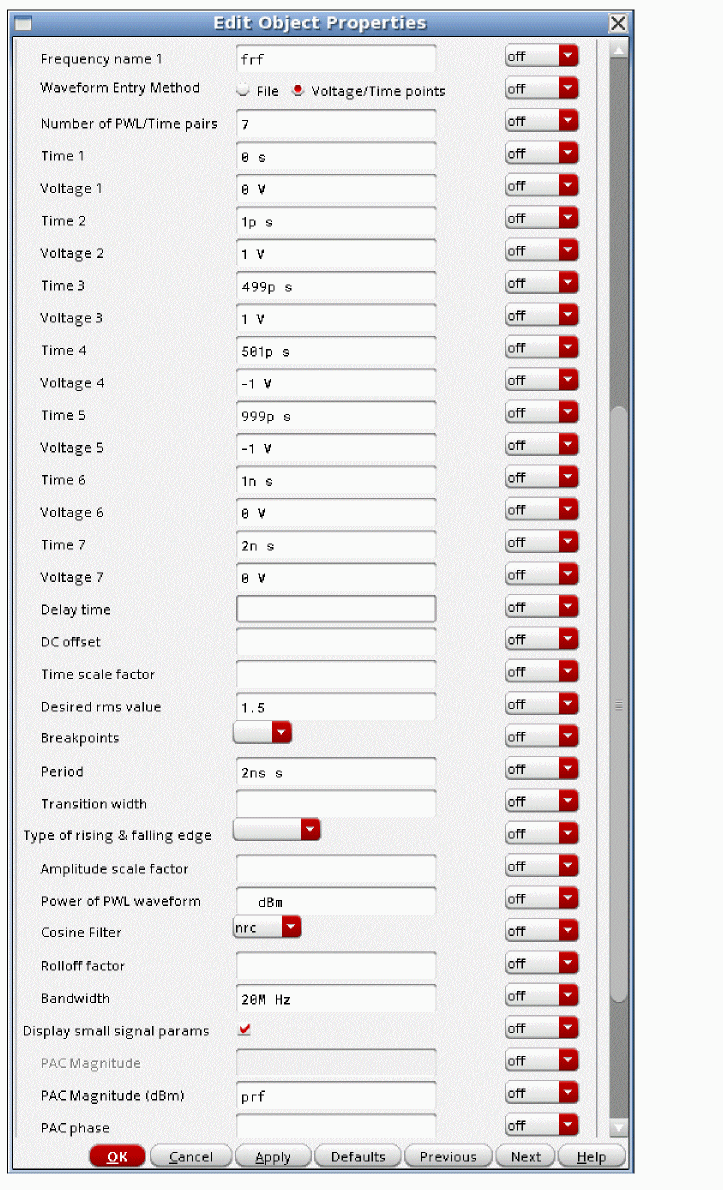 Edit Object Properties
Frequency name 1 frf off
Waveform Entry Method File Voltage/Time points off
Number of PWL/Time pairs 7 off
Time 1 0 s off
Voltage 1 0 V off
Time 2 1p s off
Voltage 2 1 V off
Time 3 499p s off
Voltage 3 1 V off
Time 4 501p s off
Voltage 4 -1 V off
Time 5 999p s off
Voltage 5 -1 V off
Time 6 1n s off
Voltage 6 0 V off
Time 7 2n s off
Voltage 7 0 V off
Delay time off
DC offset off
Time scale factor off
Desired rms value 1.5 off
Breakpoints off
Period 2ns s off
Transition width off
Type of rising & falling edge off
Amplitude scale factor off
Power of PWL waveform dBm off
Cosine Filter nrc off
Rolloff factor off
Bandwidth 20M Hz off
Display small signal params off
PAC Magnitude off
PAC Magnitude (dBm) prf off
PAC phase off
OK Cancel Apply Defaults Previous Next Help